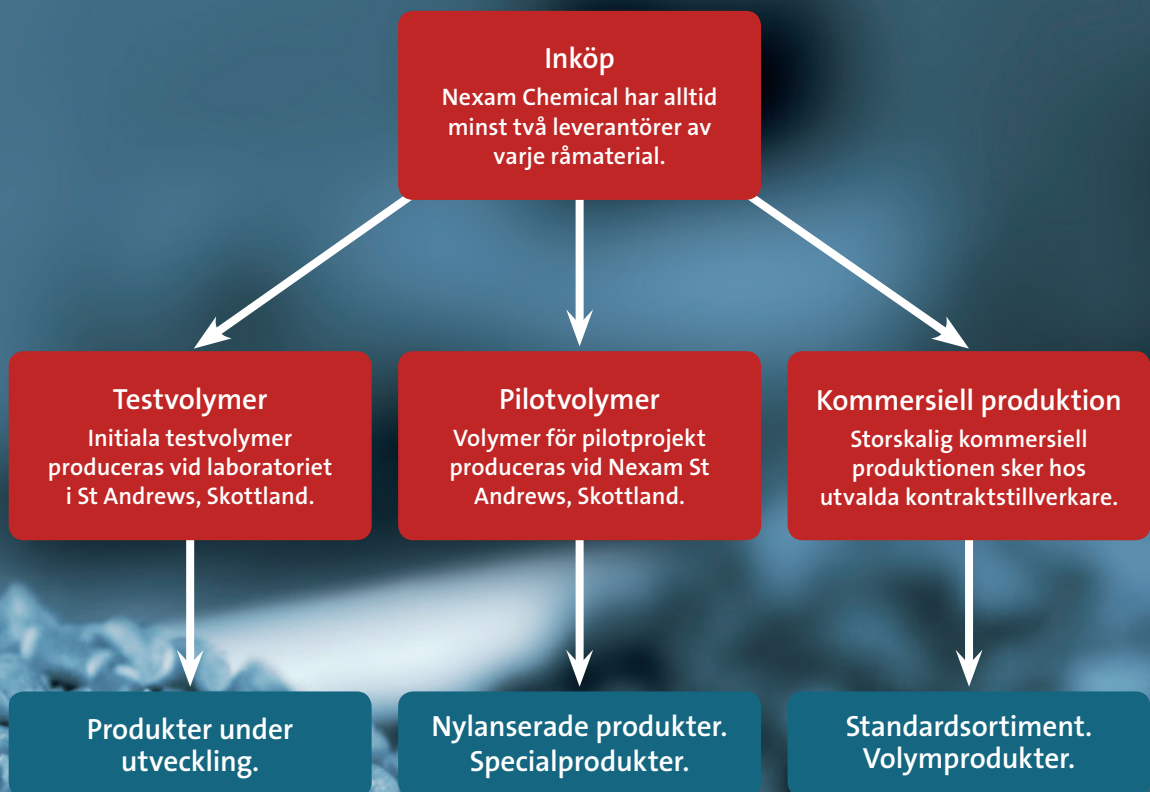 Inköp
Nexam Chemical har alltid
minst två leverantörer av
varje råmaterial.
Testvolymer
Initiala testvolymer
produceras vid laboratoriet
i St Andrews, Skottland.
Pilotvolymer
Volymer för pilotprojekt
produceras vid Nexam St
Andrews, Skottland.
Kommersiell produktion
Storskalig kommersiell
produktionen sker hos
utvalda kontraktstillverkare.
Produkter under
utveckling.
Nylanserade produkter.
Specialprodukter.
Standardsortiment.
Volymprodukter.